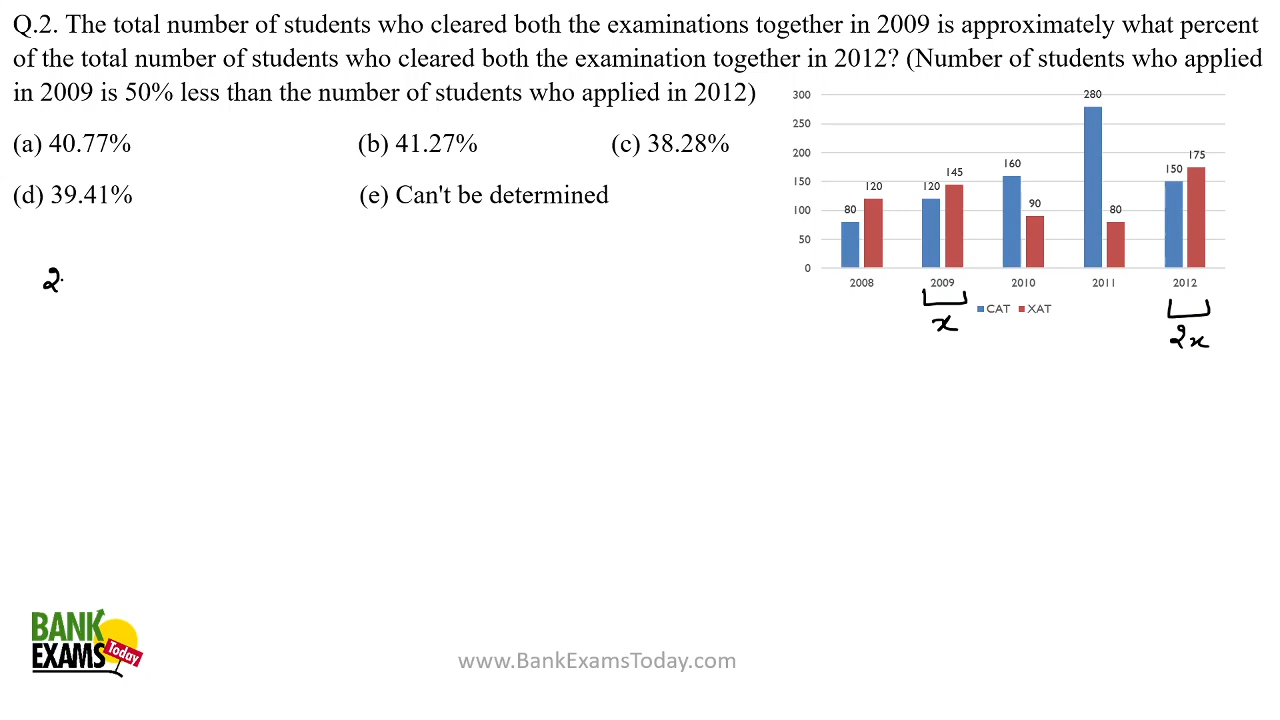 Q.2. The total number of students who cleared both the examinations together in 2009 is approximately what percent
of the total number of students who cleared both the examination together in 2012? (Number of students who applied
in 2009 is 50% less than the number of students who applied in 2012)
(a) 40.77% (b) 41.27% (c) 38.28%
(d) 39.41% (e) Can't be determined
300
250
200
150
100
50
0
80 120 120 145 160 90 280 80 150 175
2008 2009 2010 2011 2012
CAT XAT
x
2x
2
BANK
EXAMS
Today
www.BankExamsToday.com